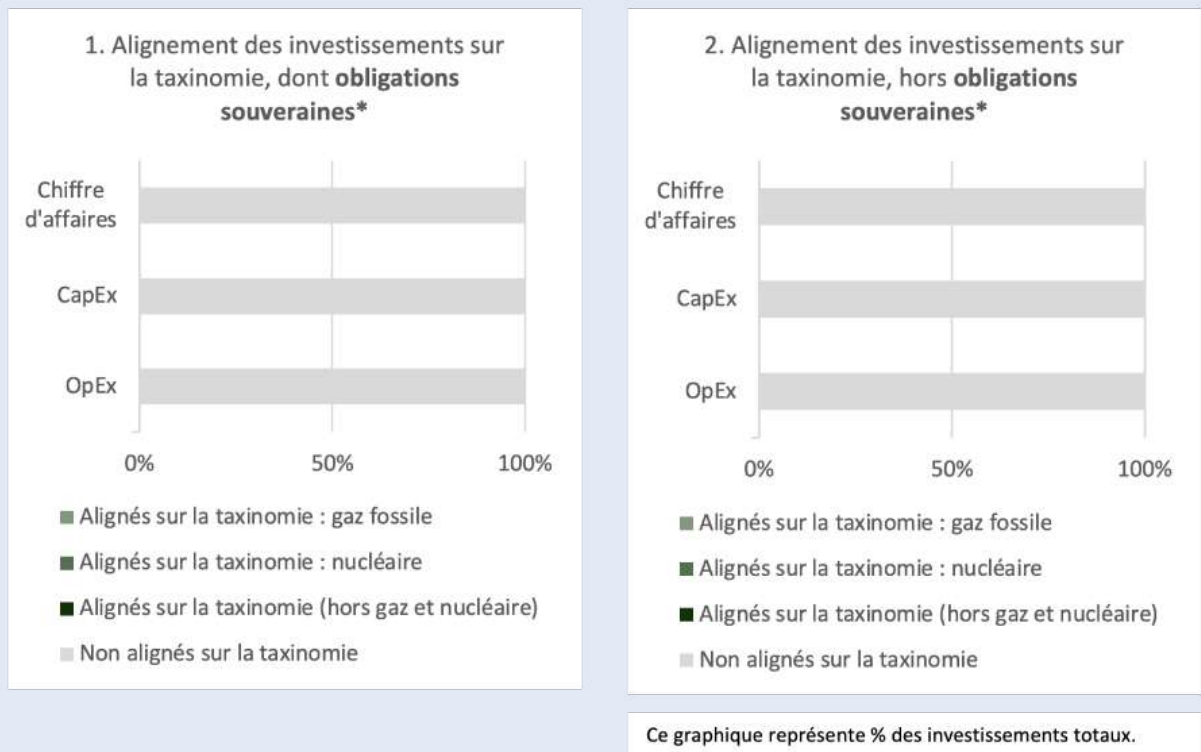 1. Alignement des investissements sur
la taxinomie, dont obligations
souveraines*
Chiffre
d'affaires
CapEx
OpEx
0%
50%
100%
Alignés sur la taxinomie : gaz fossile
Alignés sur la taxinomie : nucléaire
Alignés sur la taxinomie (hors gaz et nucléaire)
Non alignés sur la taxinomie
2. Alignement des investissements sur
la taxinomie, hors obligations
souveraines*
Chiffre
d'affaires
CapEx
OpEx
0%
50%
100%
Alignés sur la taxinomie : gaz fossile
Alignés sur la taxinomie : nucléaire
Alignés sur la taxinomie (hors gaz et nucléaire)
Non alignés sur la taxinomie
Ce graphique représente % des investissements totaux.